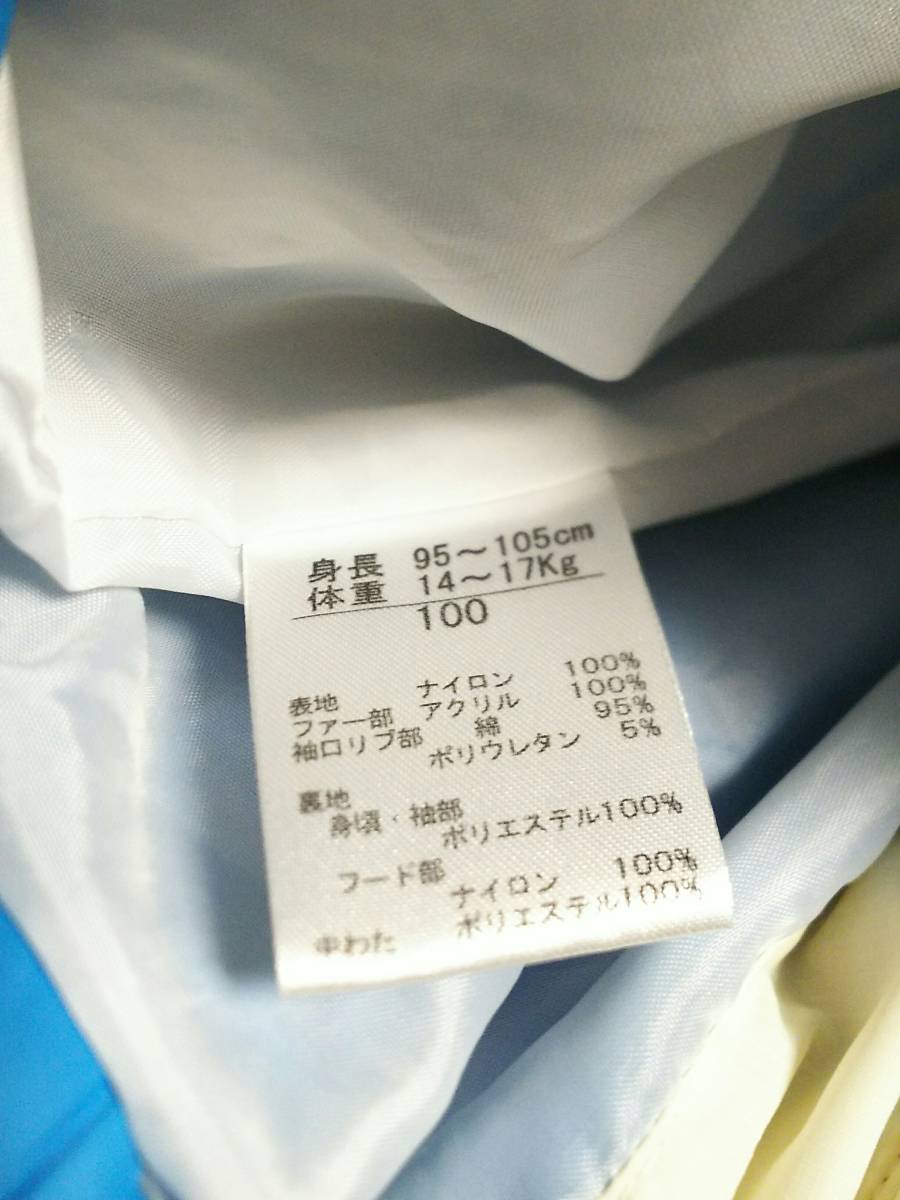 身長 95～105cm
体重 14～17Kg
100
表地 ナイロン 100%
ファー部 アクリル 100%
袖口リブ部 綿 95%
ポリウレタン 5%
裏地
身頃・袖部
ポリエステル100%
フード部
ナイロン 100%
中わた ポリエステル100%